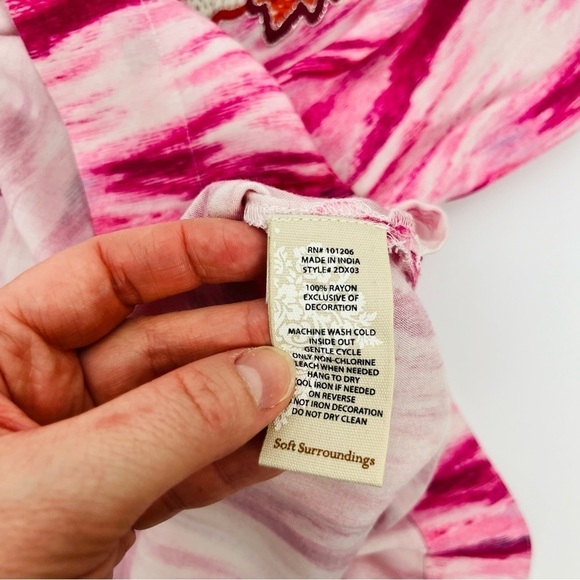 RN# 101206
MADE IN INDIA
STYLE# 2DX03
100% RAYON
EXCLUSIVE OF
DECORATION
MACHINE WASH COLD
INSIDE OUT
GENTLE CYCLE
ONLY NON-CHLORINE
LEACH WHEN NEEDED
HANG TO DRY
OOL IRON IF NEEDED
ON REVERSE
NOT IRON DECORATION
DO NOT DRY CLEAN
Soft Surroundings